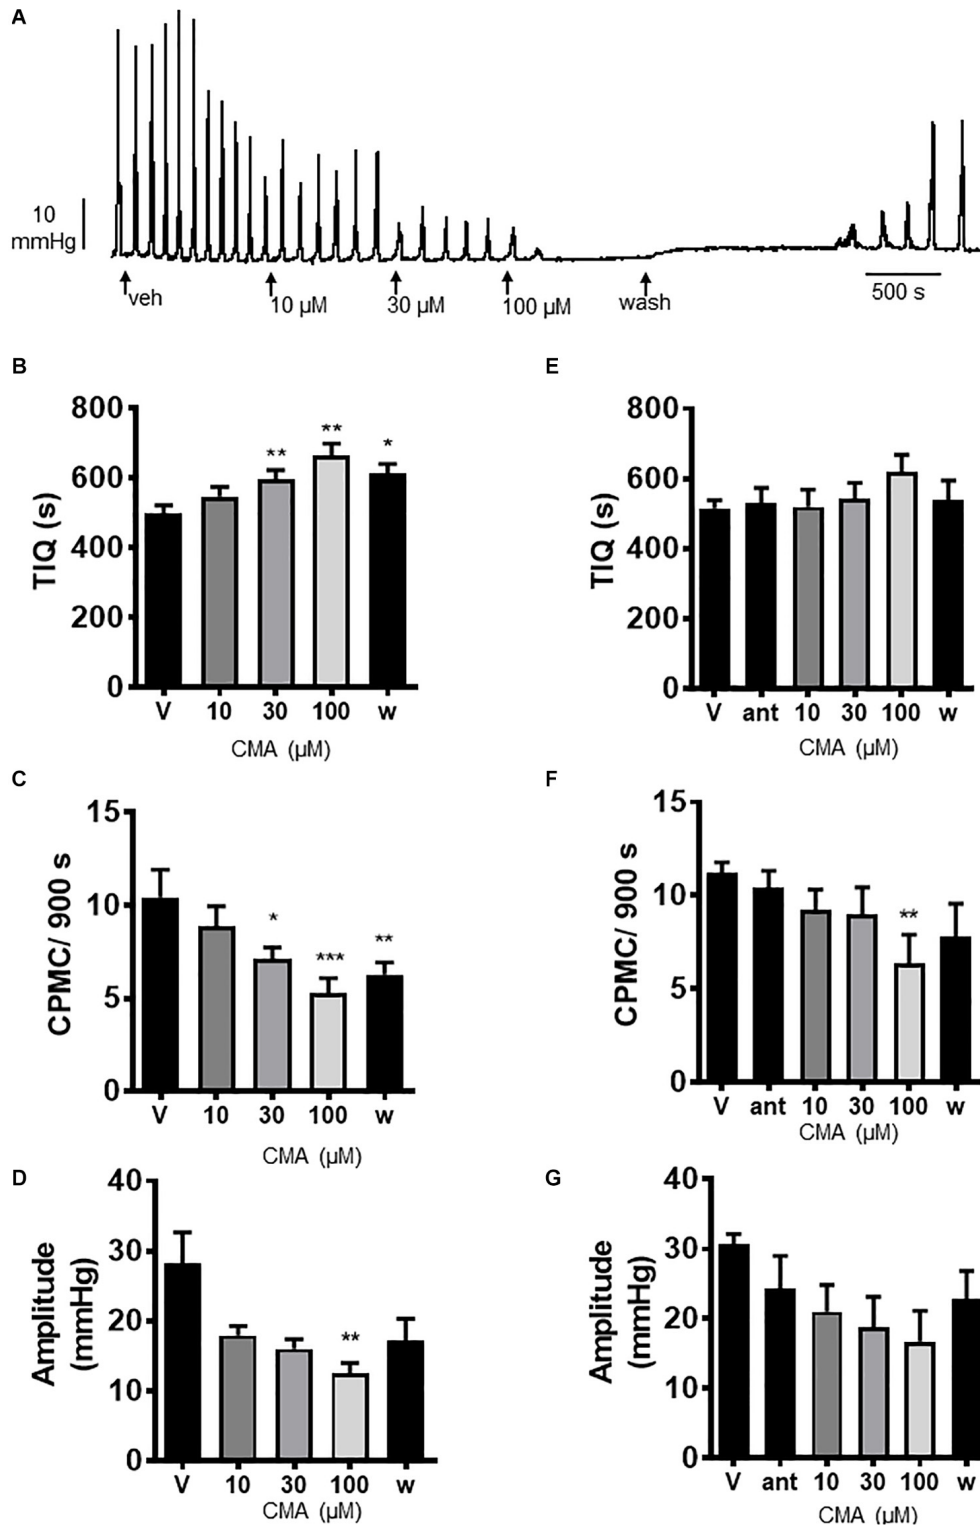 A
10
mmHg
veh
10 µM
30 µM
100 µM
wash
500 s
B
800
600
400
200
0
TIQ (s)
**
**
*
V 10 30 100 w
CMA (µM)
E
800
600
400
200
0
TIQ (s)
V ant 10 30 100 w
CMA (µM)
C
15
10
5
0
CPMC/ 900 s
*
***
**
V 10 30 100 w
CMA (µM)
F
15
10
5
0
CPMC/ 900 s
**
V ant 10 30 100 w
CMA (µM)
D
40
30
20
10
0
Amplitude
(mmHg)
**
V 10 30 100 w
CMA (µM)
G
40
30
20
10
0
Amplitude
(mmHg)
V ant 10 30 100 w
CMA (µM)